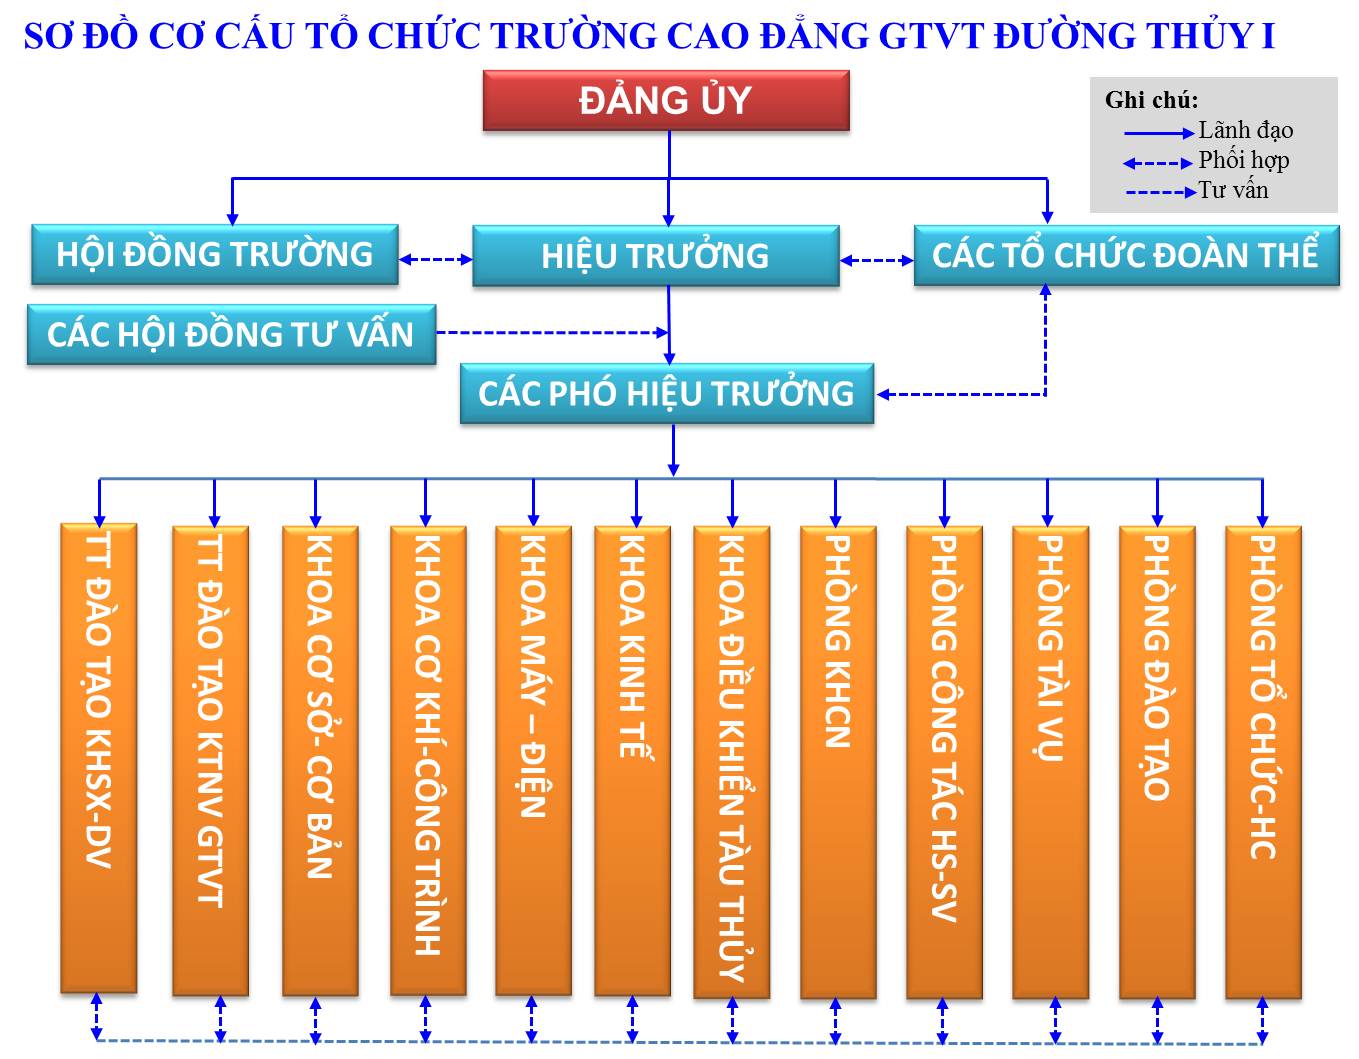 SƠ ĐỒ CƠ CẤU TỔ CHỨC TRƯỜNG CAO ĐẲNG GTVT ĐƯỜNG THỦY I
ĐẢNG ỦY
Ghi chú:
Lãnh đạo
Phối hợp
Tư vấn
HỘI ĐỒNG TRƯỜNG
HIỆU TRƯỞNG
CÁC TỔ CHỨC ĐOÀN THỂ
CÁC HỘI ĐỒNG TƯ VẤN
CÁC PHÓ HIỆU TRƯỞNG
TT ĐÀO TẠO KHSX-DV
TT ĐÀO TẠO KTNV GTVT
KHOA CƠ SỞ- CƠ BẢN
KHOA CƠ KHÍ-CÔNG TRÌNH
KHOA MÁY – ĐIỆN
KHOA KINH TẾ
KHOA ĐIỀU KHIỂN TÀU THỦY
PHÒNG KHCN
PHÒNG CÔNG TÁC HS-SV
PHÒNG TÀI VỤ
PHÒNG ĐÀO TẠO
PHÒNG TỔ CHỨC-HC